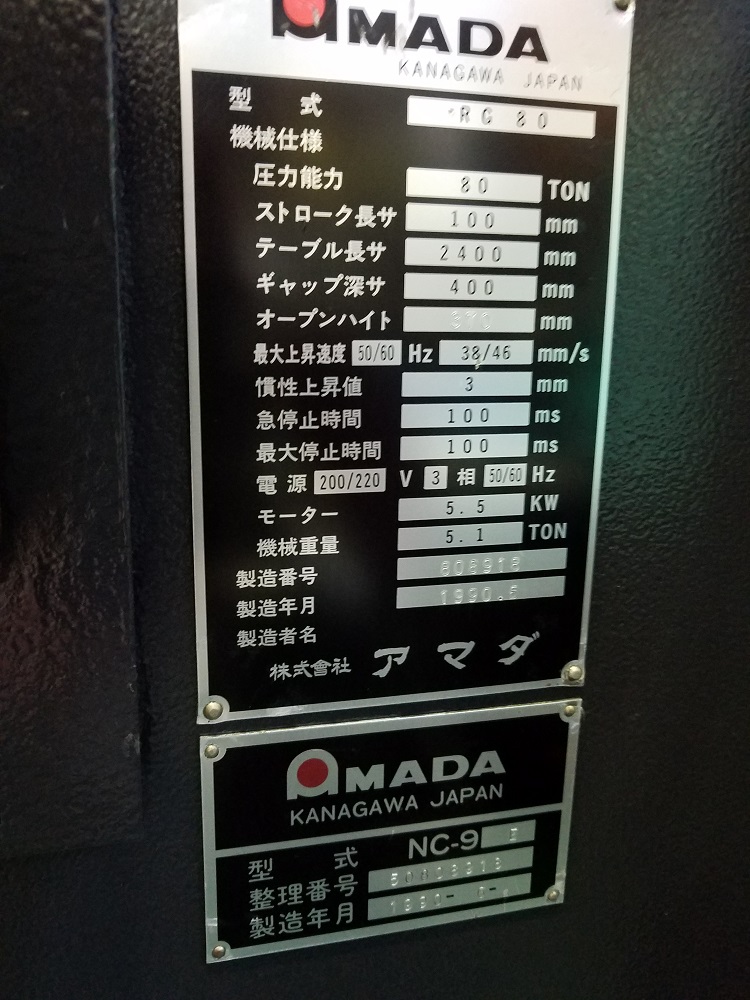 AMADA
KANAGAWA JAPAN
型 式 RG 80
機械仕様
圧力能力 80 TON
ストローク長サ 100 mm
テーブル長サ 2400 mm
ギャップ深サ 400 mm
オープンハイト 370 mm
最大上昇速度 50/60 Hz 38/46 mm/s
慣性上昇値 3 mm
急停止時間 100 ms
最大停止時間 100 ms
電源 200/220 V 3 相 50/60 Hz
モーター 5.5 KW
機械重量 5.1 TON
製造番号
製造年月 1990.
製造者名
株式會社 アマダ
AMADA
KANAGAWA JAPAN
型 式 NC-9
整理番号
製造年月 1990-